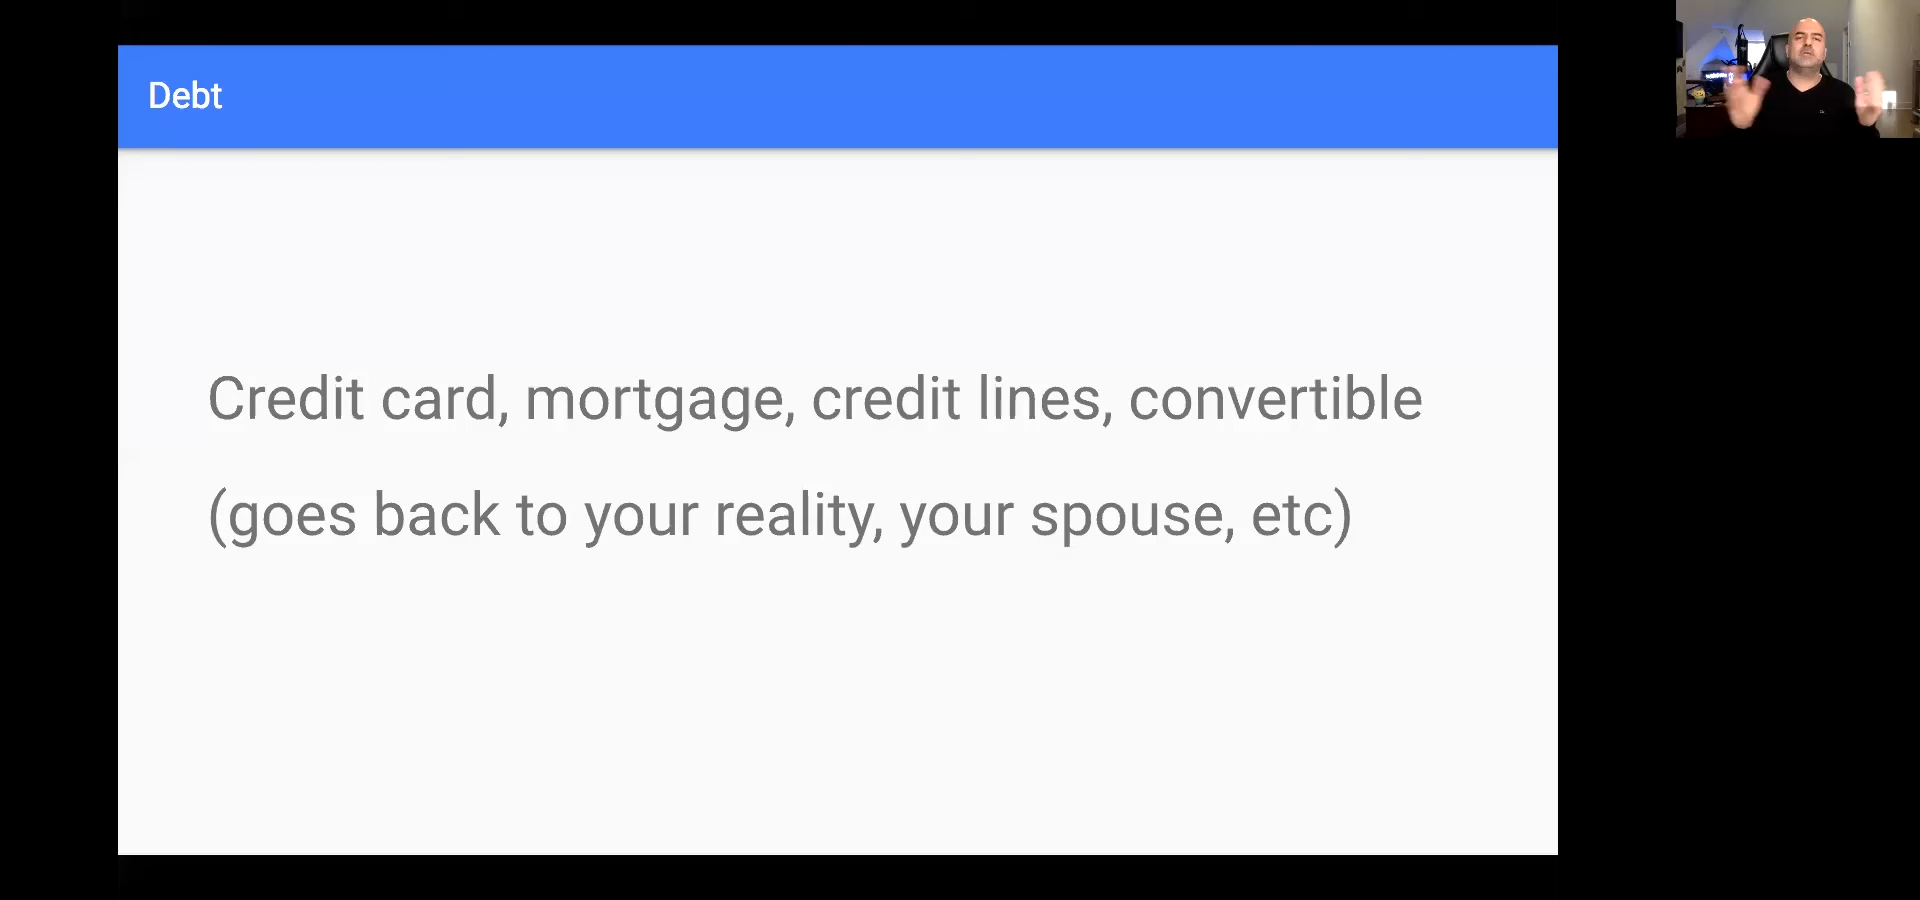 Debt
Credit card, mortgage, credit lines, convertible
(goes back to your reality, your spouse, etc)